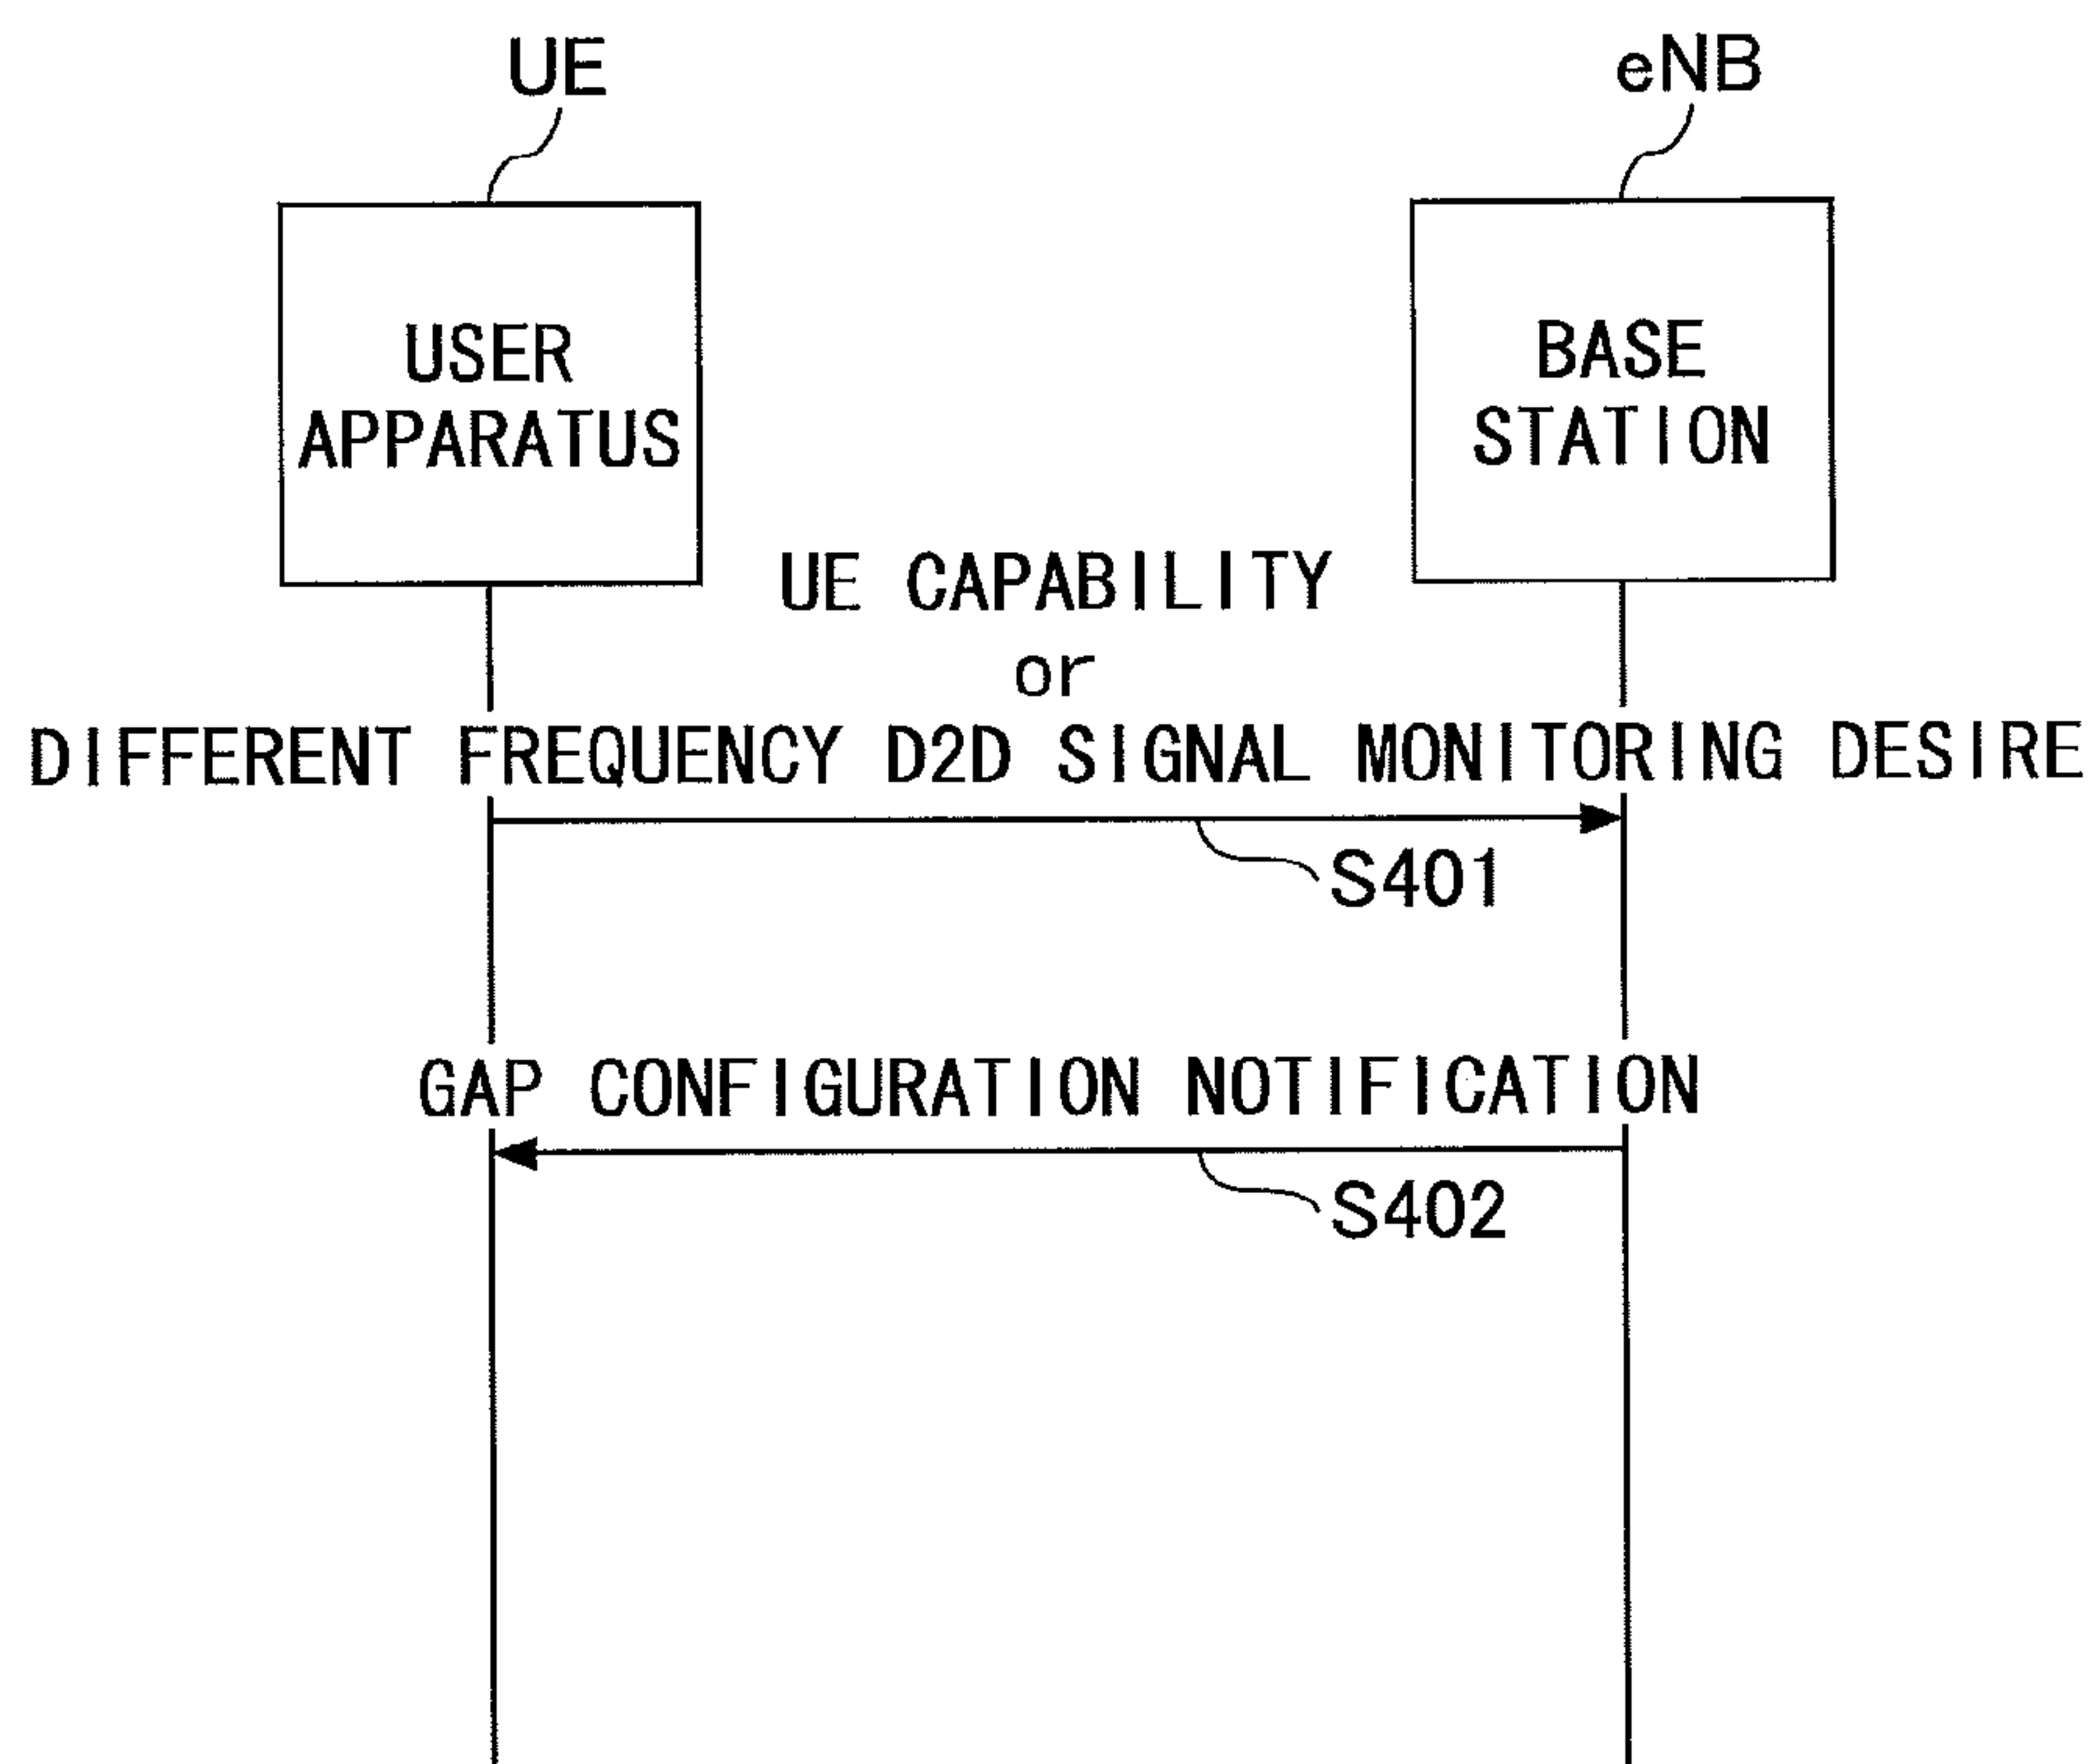 UE
eNB
USER
APPARATUS
BASE
STATION
UE CAPABILITY
or
DIFFERENT FREQUENCY D2D SIGNAL MONITORING DESIRE
S401
GAP CONFIGURATION NOTIFICATION
S402